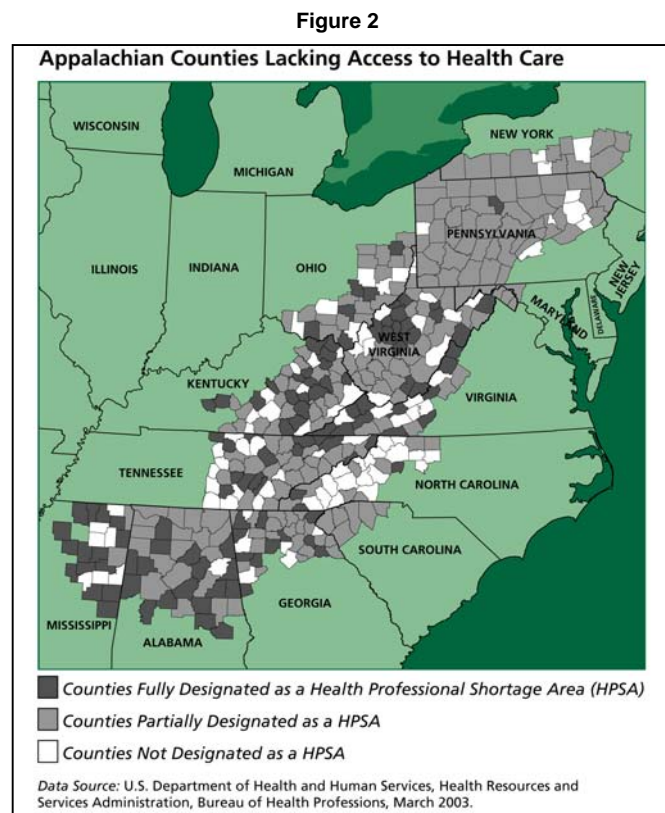 Figure 2
Appalachian Counties Lacking Access to Health Care
WISCONSIN
NEW YORK
MICHIGAN
PENNSYLVANIA
ILLINOIS
INDIANA
OHIO
NEW
JERSEY
MARYLAND
DELAWARE
WEST
VIRGINIA
KENTUCKY
VIRGINIA
TENNESSEE
NORTH CAROLINA
SOUTH CAROLINA
GEORGIA
MISSISSIPPI
ALABAMA
Counties Fully Designated as a Health Professional Shortage Area (HPSA)
Counties Partially Designated as a HPSA
Counties Not Designated as a HPSA
Data Source: U.S. Department of Health and Human Services, Health Resources and
Services Administration, Bureau of Health Professions, March 2003.